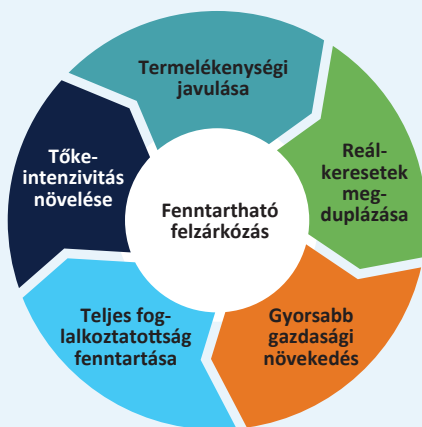 Termelékenységi
javulása
Reál-
keresetek
meg-
duplázása
Gyorsabb
gazdasági
növekedés
Teljes fog-
lalkoztatottság
fenntartása
Tőke-
intenzivitás
növelése
Fenntartható
felzárkózás